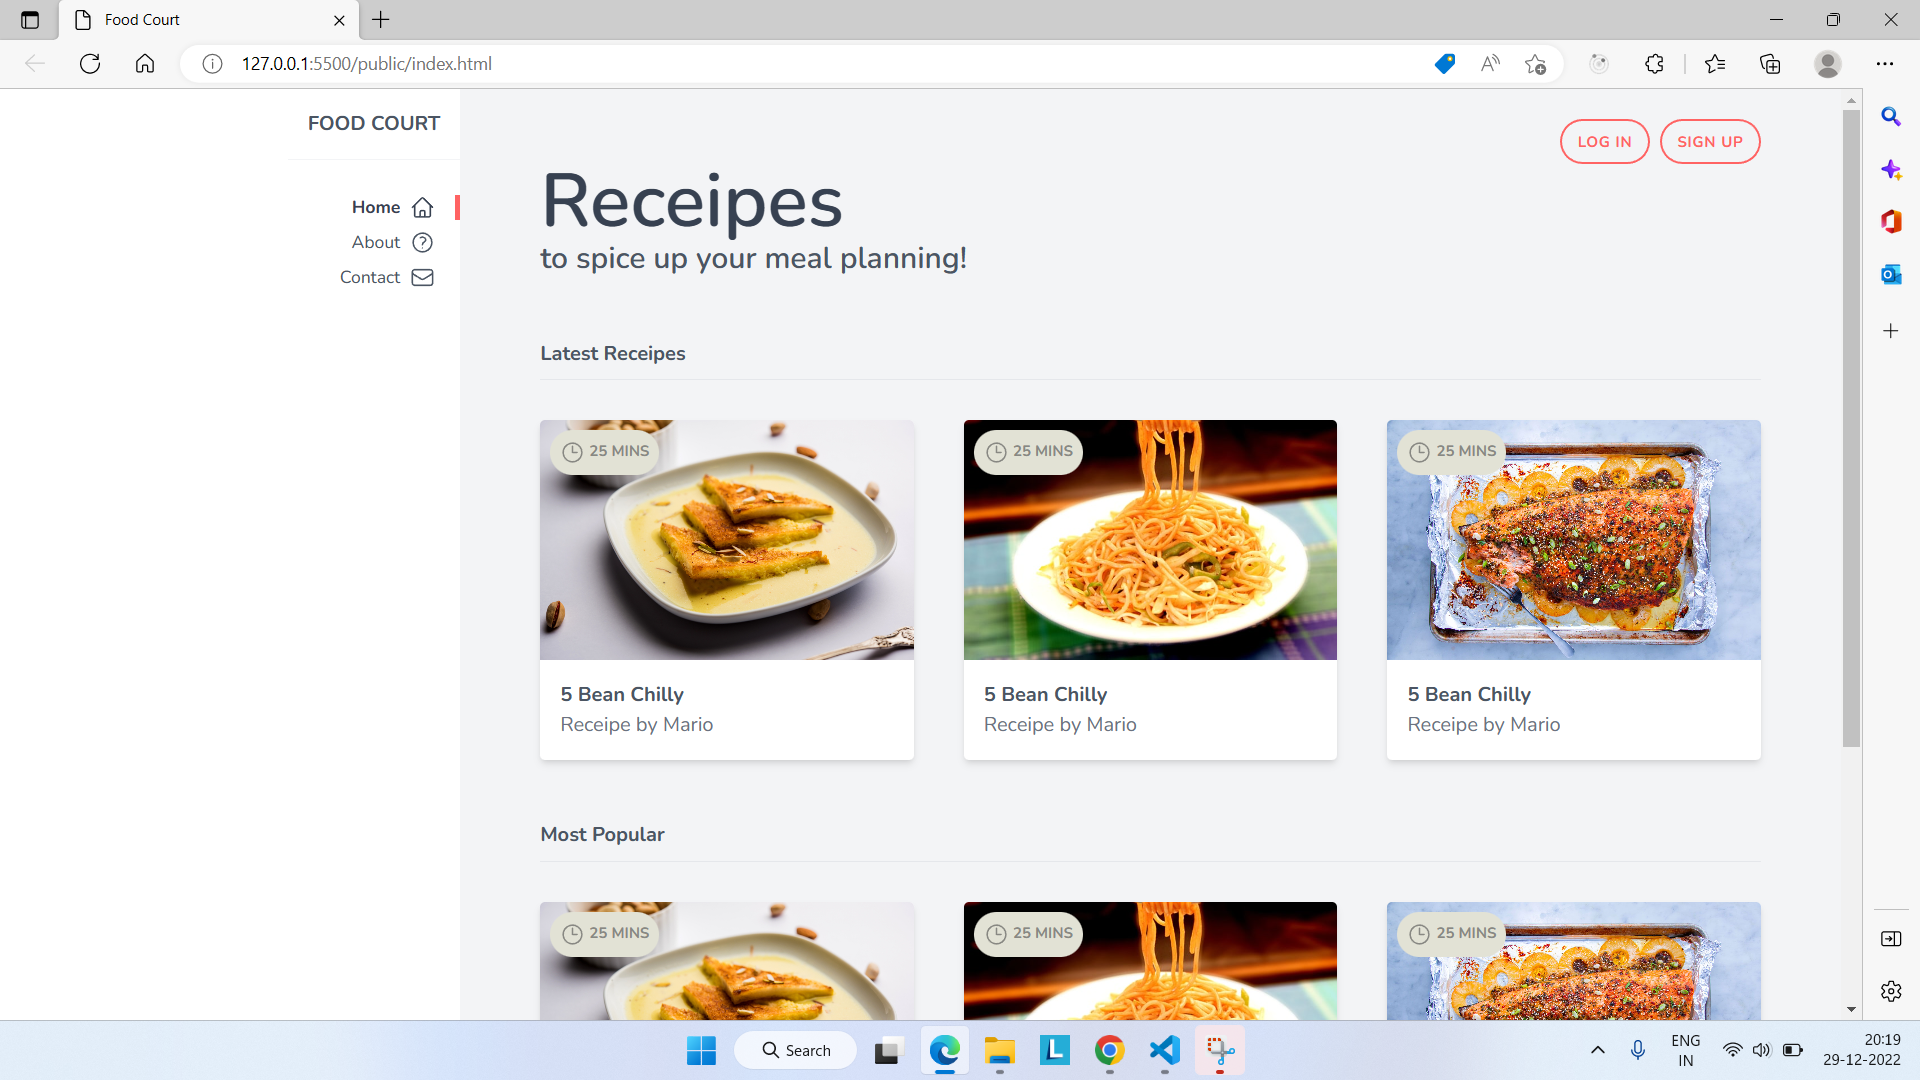 Food Court
127.0.0.1:5500/public/index.html
FOOD COURT
Home
About
Contact
LOG IN
SIGN UP
Receipes
to spice up your meal planning!
Latest Receipes
25 MINS
25 MINS
25 MINS
5 Bean Chilly
Receipe by Mario
5 Bean Chilly
Receipe by Mario
5 Bean Chilly
Receipe by Mario
Most Popular
25 MINS
25 MINS
25 MINS
Search
ENG
IN
20:19
29-12-2022